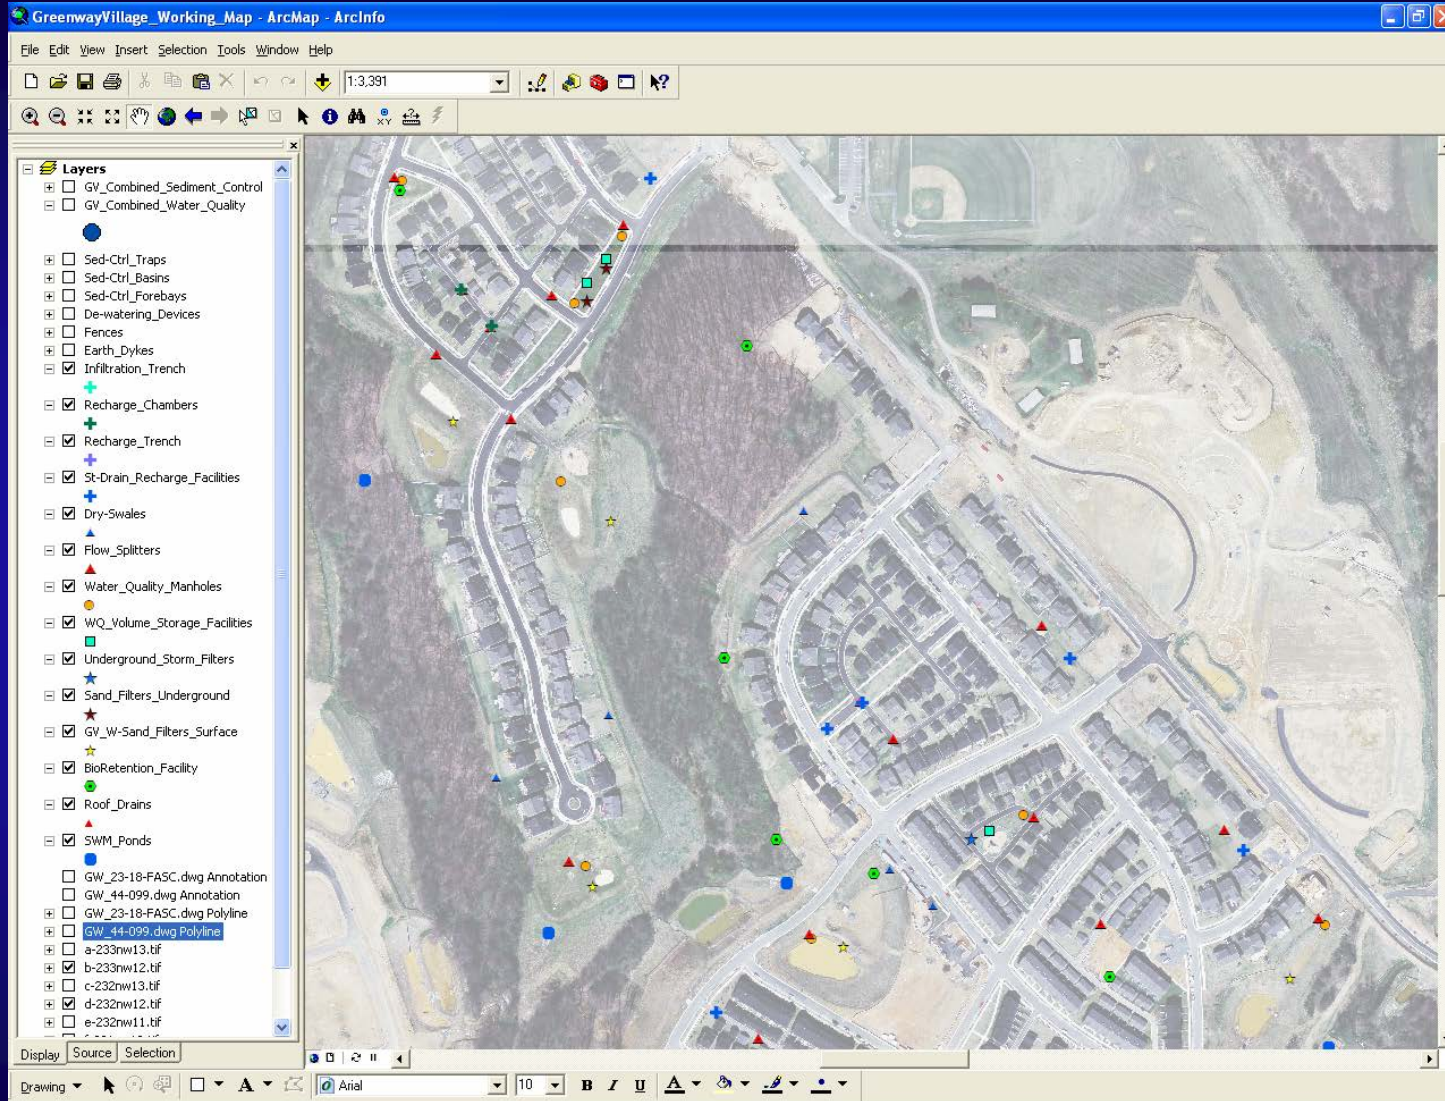 GreenwayVillage_Working_Map - ArcMap - ArcInfo
File Edit View Insert Selection Tools Window Help
1:3,391
Layers
GV_Combined_Sediment_Control
GV_Combined_Water_Quality
Sed-Ctrl_Traps
Sed-Ctrl_Basins
Sed-Ctrl_Forebays
De-watering_Devices
Fences
Earth_Dykes
Infiltration_Trench
Recharge_Chambers
Recharge_Trench
St-Drain_Recharge_Facilities
Dry-Swales
Flow_Splitters
Water_Quality_Manholes
WQ_Volume_Storage_Facilities
Underground_Storm_Filters
Sand_Filters_Underground
GV_W-Sand_Filters_Surface
BioRetention_Facility
Roof_Drains
SWM_Ponds
GW_23-18-FASC.dwg Annotation
GW_44-099.dwg Annotation
GW_23-18-FASC.dwg Polyline
GW_44-099.dwg Polyline
a-233nw13.tif
b-233nw12.tif
c-232nw13.tif
d-232nw12.tif
e-232nw11.tif
Display Source Selection
Drawing A Arial 10 B I U A